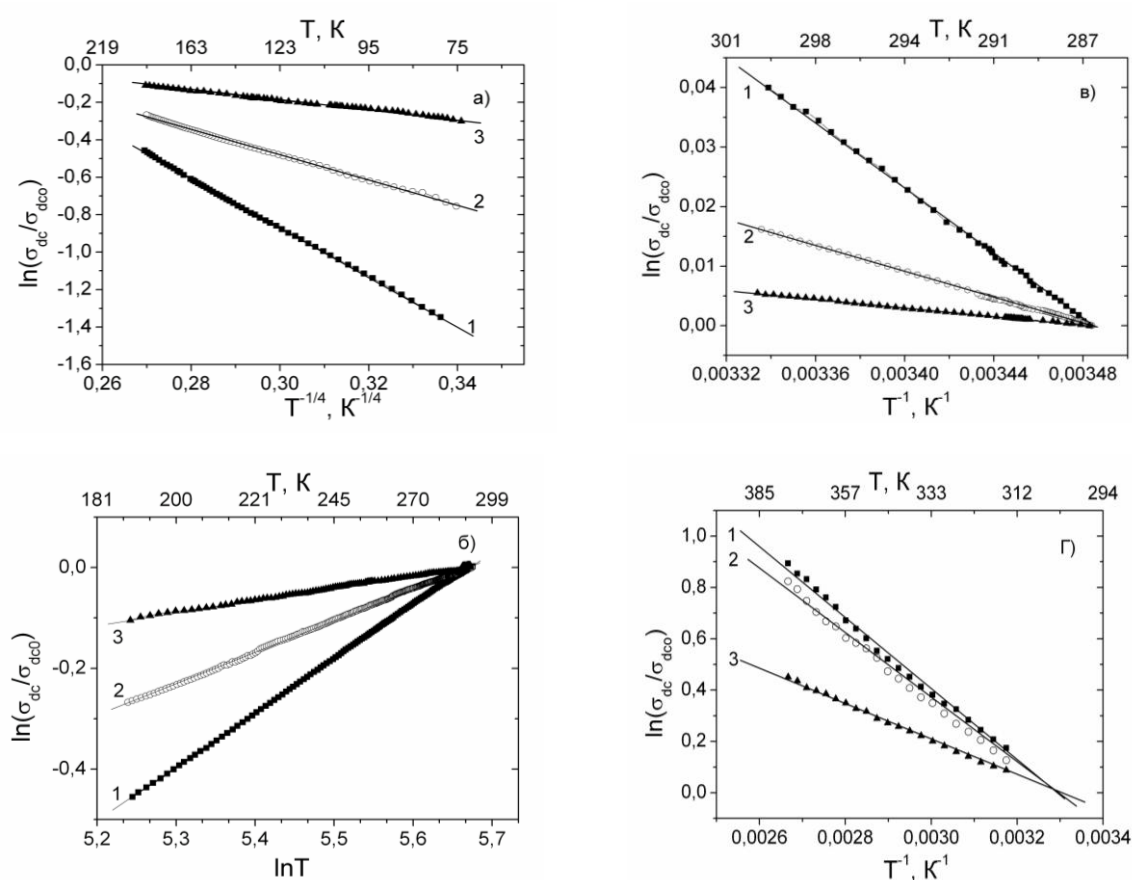 T, К
219 163 123 95 75
0,0
-0,2
-0,4
-0,6
-0,8
-1,0
-1,2
-1,4
-1,6
ln(σdc/σdco)
а)
3
2
1
0,26 0,28 0,30 0,32 0,34
T-1/4, K-1/4
T, К
301 298 294 291 287
0,04
0,03
0,02
0,01
0,00
ln(σdc/σdco)
в)
1
2
3
0,00332 0,00336 0,00340 0,00344 0,00348
T-1, K-1
T, К
181 200 221 245 270 299
0,0
-0,2
-0,4
ln(σdc/σdc0)
б)
3
2
1
5,2 5,3 5,4 5,5 5,6 5,7
lnT
T, К
385 357 333 312 294
1,0
0,8
0,6
0,4
0,2
0,0
ln(σdc/σdco)
Г)
1
2
3
0,0026 0,0028 0,0030 0,0032 0,0034
T-1, K-1